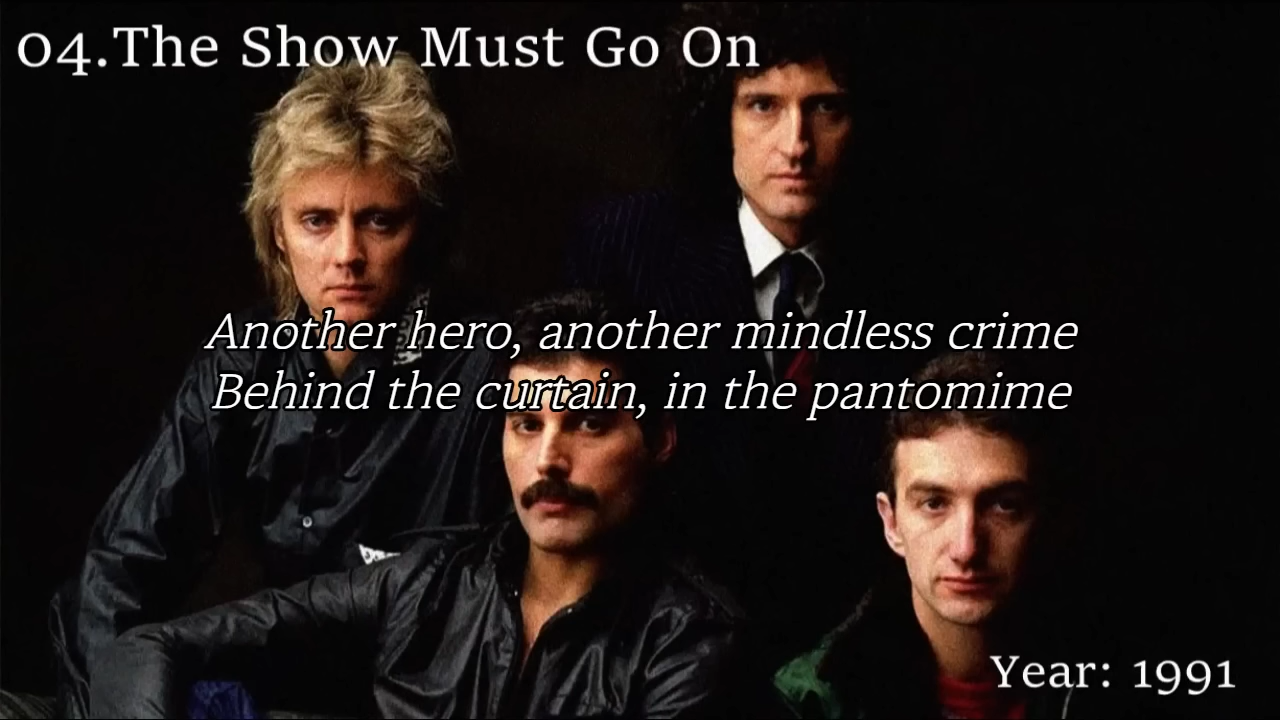 04.The Show Must Go On
Another hero, another mindless crime
Behind the curtain, in the pantomime
Year: 1991